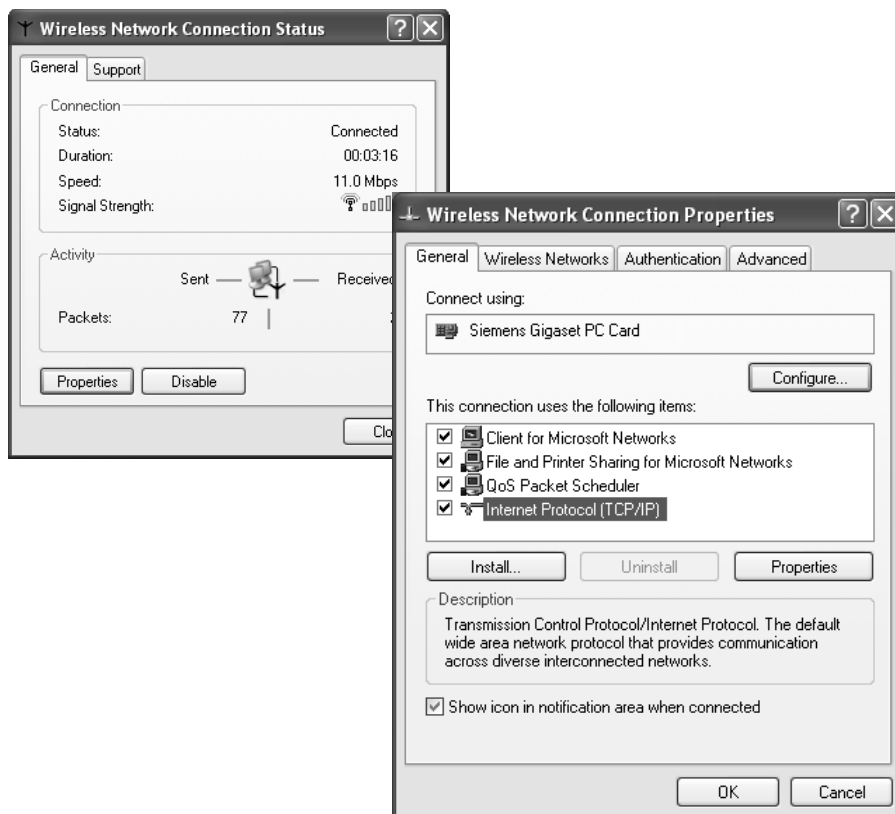 Wireless Network Connection Status
General Support
Connection
Status: Connected
Duration: 00:03:16
Speed: 11.0 Mbps
Signal Strength:
Activity
Sent Received
Packets: 77
Properties Disable
Wireless Network Connection Properties
General Wireless Networks Authentication Advanced
Connect using:
Siemens Gigaset PC Card
Configure...
This connection uses the following items:
Client for Microsoft Networks
File and Printer Sharing for Microsoft Networks
QoS Packet Scheduler
Internet Protocol (TCP/IP)
Install... Uninstall Properties
Description
Transmission Control Protocol/Internet Protocol. The default
wide area network protocol that provides communication
across diverse interconnected networks.
Show icon in notification area when connected
OK Cancel